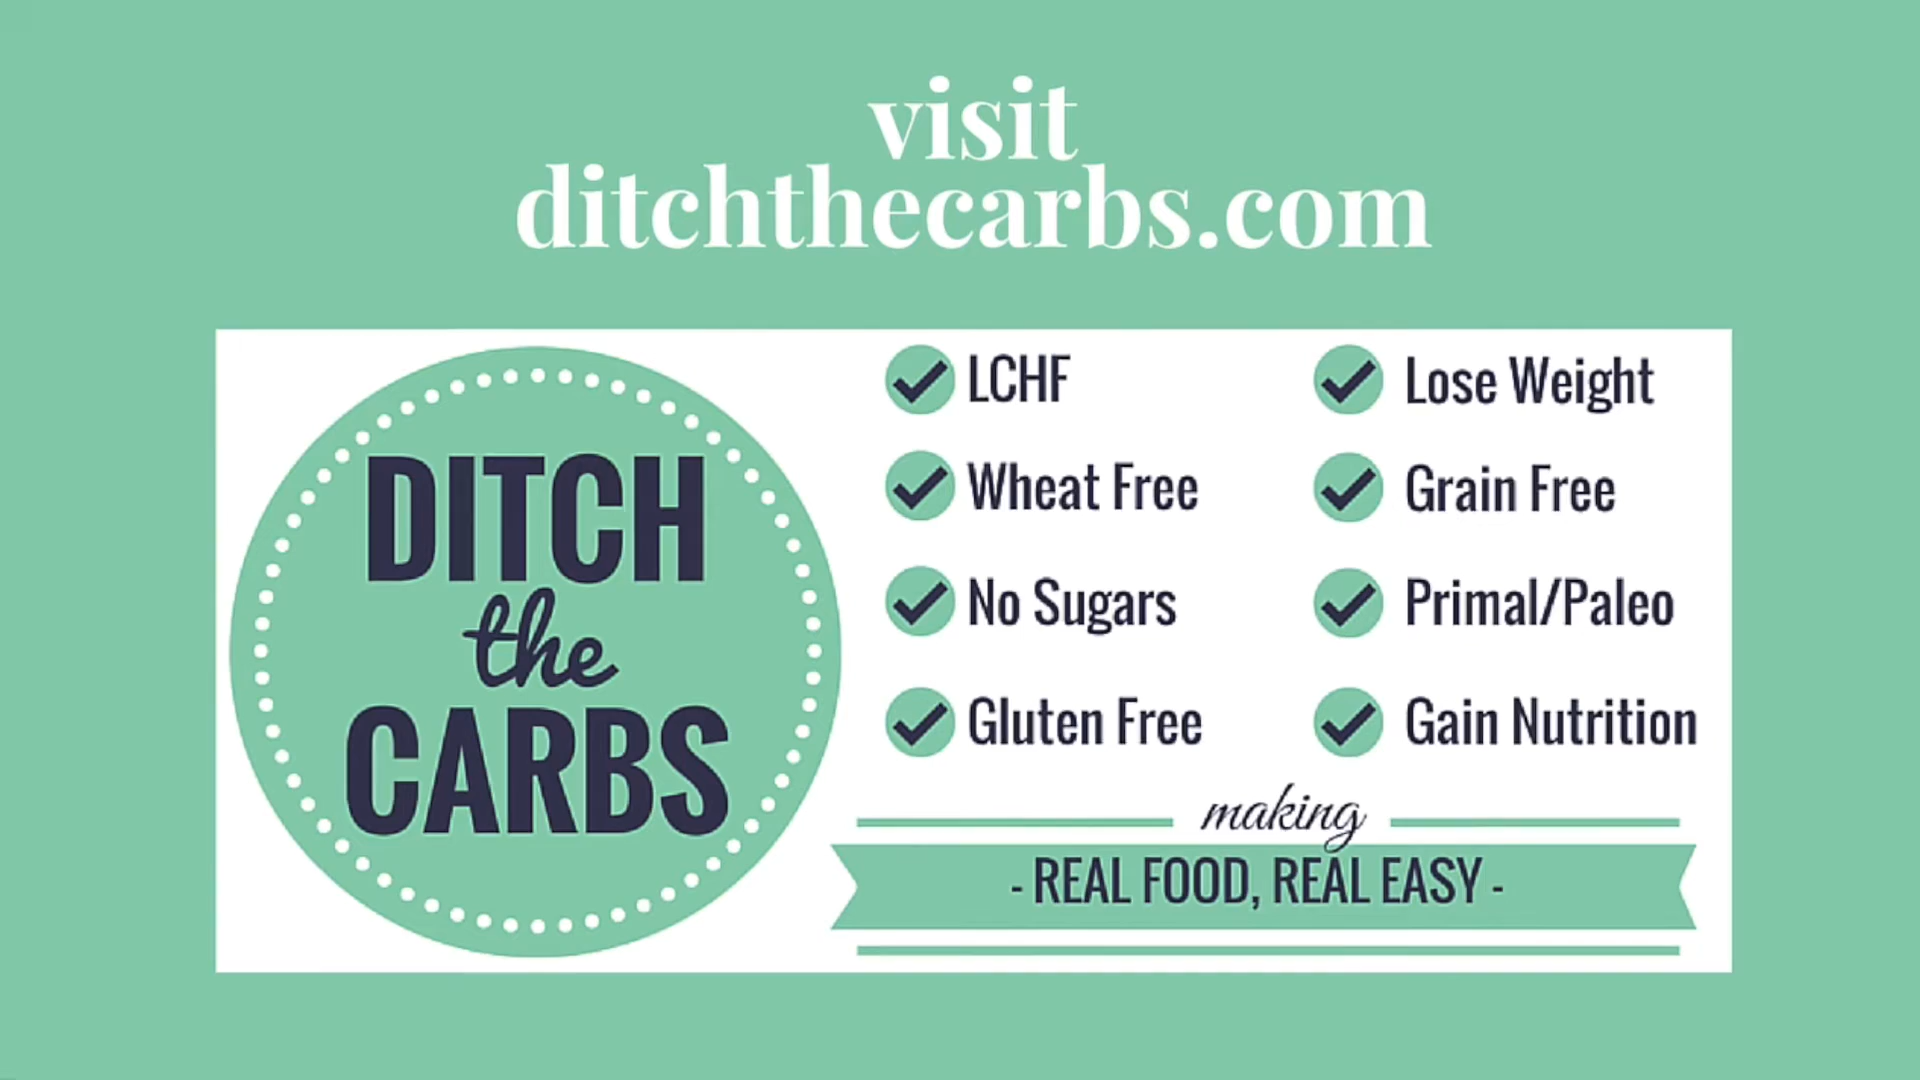 visit
ditchthecarbs.com
DITCH
the
CARBS
LCHF
Wheat Free
No Sugars
Gluten Free
Lose Weight
Grain Free
Primal/Paleo
Gain Nutrition
making
- REAL FOOD, REAL EASY -